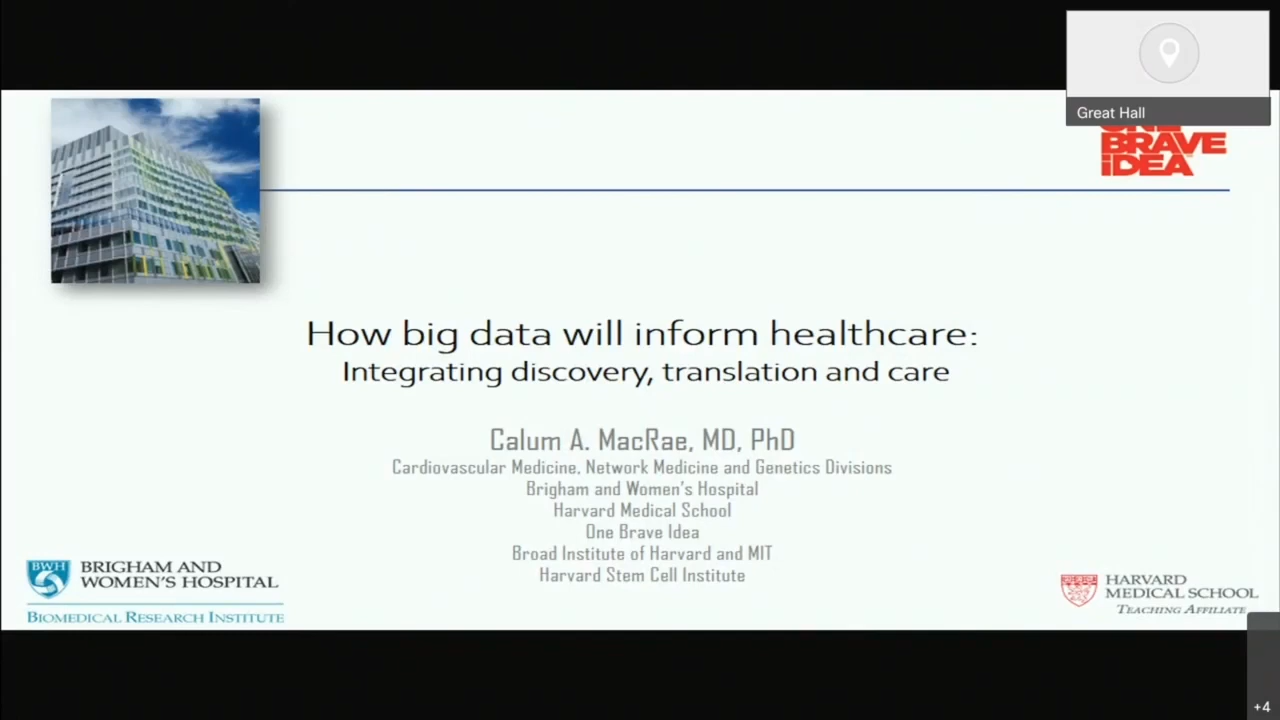 Great Hall
ONE
BRAVE
iDEA
How big data will inform healthcare:
Integrating discovery, translation and care
Calum A. MacRae, MD, PhD
Cardiovascular Medicine, Network Medicine and Genetics Divisions
Brigham and Women's Hospital
Harvard Medical School
One Brave Idea
Broad Institute of Harvard and MIT
Harvard Stem Cell Institute
BWH
BRIGHAM AND
WOMEN'S HOSPITAL
BIOMEDICAL RESEARCH INSTITUTE
HARVARD
MEDICAL SCHOOL
TEACHING AFFILIATE
+4